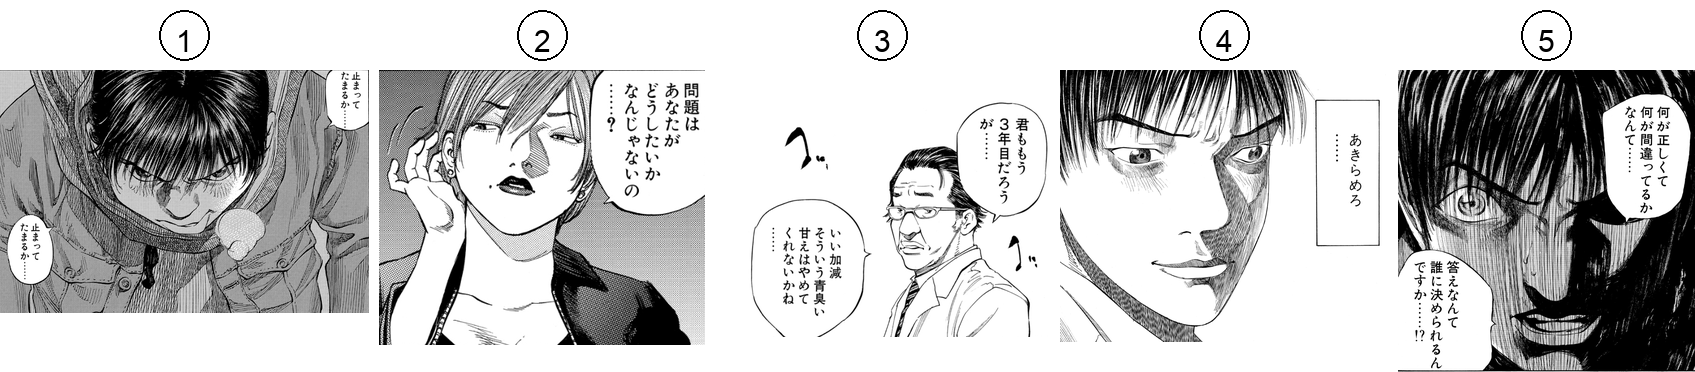 1
止まって
たまるか……
止まって
たまるか……
2
問題は
あなたが
どうしたいか
なんじゃないの
……?
3
君ももう
3年目だろう
が……
いい加減
そういう青臭い
甘えはやめて
くれないかね
……
4
あきらめろ
……
5
何が正しくて
何が間違ってるか
なんて……
答えなんて
誰に決められるん
ですか……!?